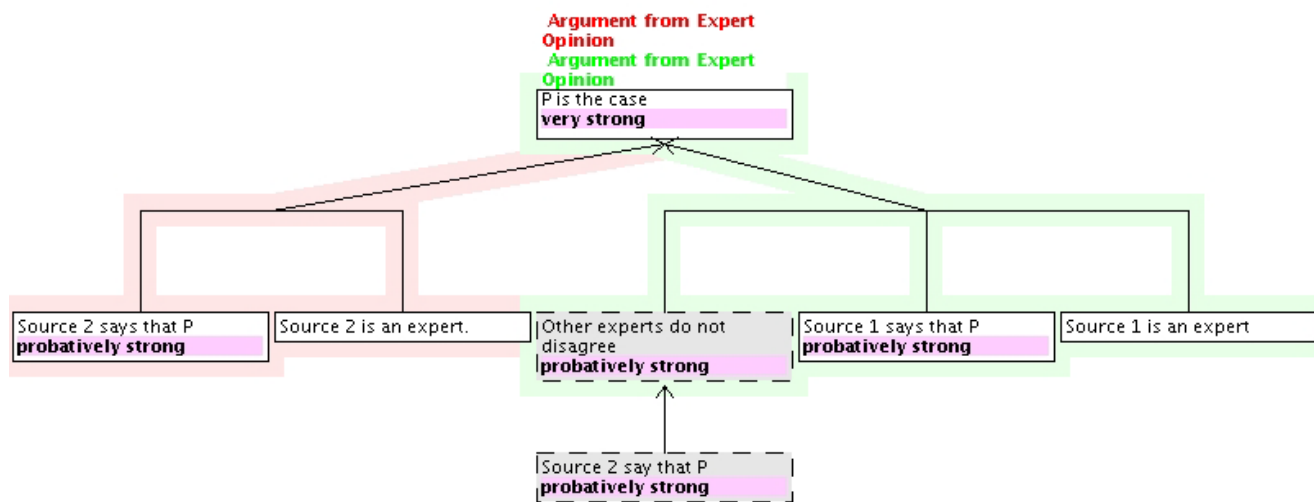 Argument from Expert
Opinion
Argument from Expert
Opinion
P is the case
very strong
Source 2 says that P
probatively strong
Source 2 is an expert.
Other experts do not
disagree
probatively strong
Source 1 says that P
probatively strong
Source 1 is an expert
Source 2 say that P
probatively strong